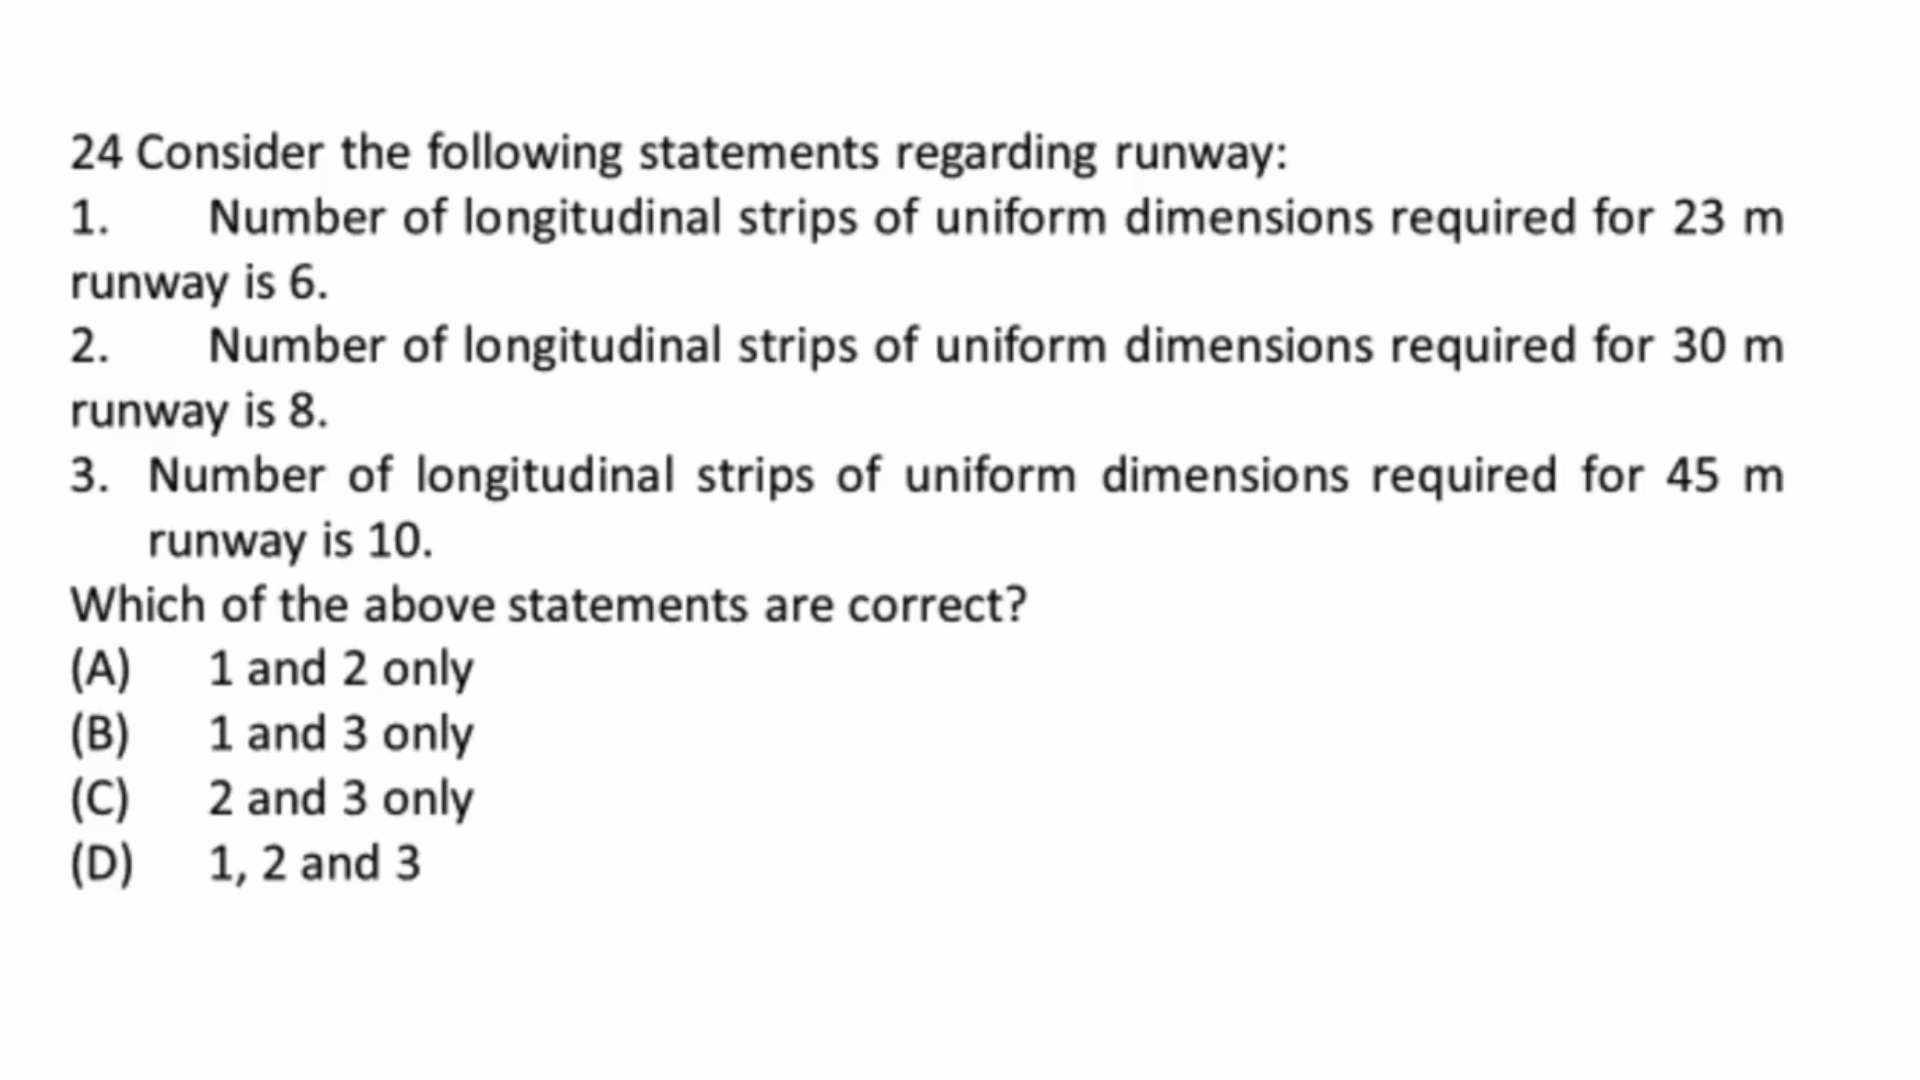 24 Consider the following statements regarding runway:
1. Number of longitudinal strips of uniform dimensions required for 23 m
runway is 6.
2. Number of longitudinal strips of uniform dimensions required for 30 m
runway is 8.
3. Number of longitudinal strips of uniform dimensions required for 45 m
runway is 10.
Which of the above statements are correct?
(A) 1 and 2 only
(B) 1 and 3 only
(C) 2 and 3 only
(D) 1, 2 and 3